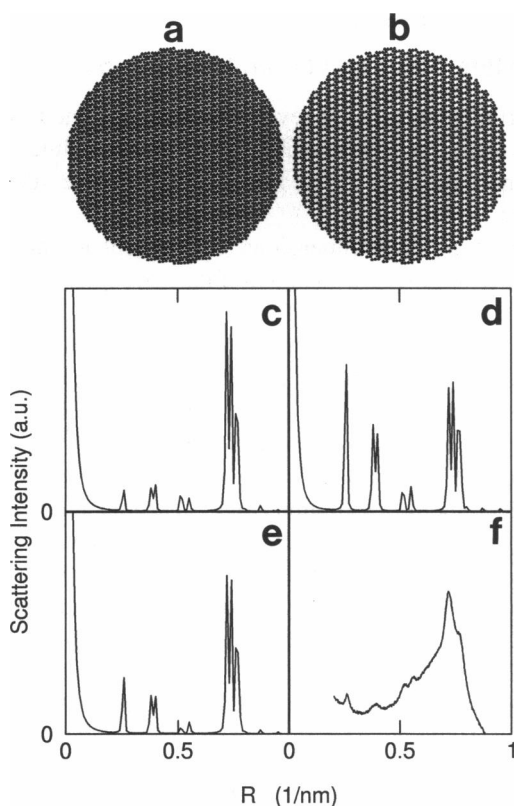 a b
c d
e f
Scattering Intensity (a.u.)
0
0
0 0.5 0 0.5 1
R (1/nm)